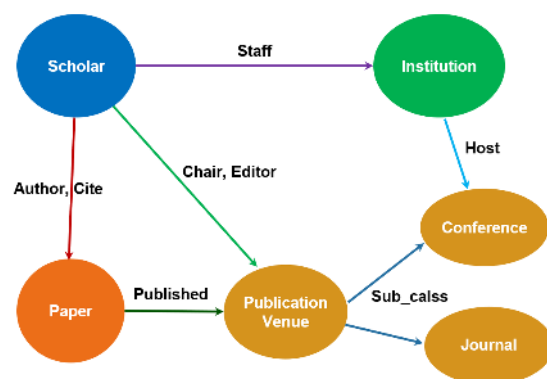 Staff
Scholar
Institution
Host
Chair, Editor
Author, Cite
Conference
Published
Paper
Publication
Venue
Sub_calss
Journal